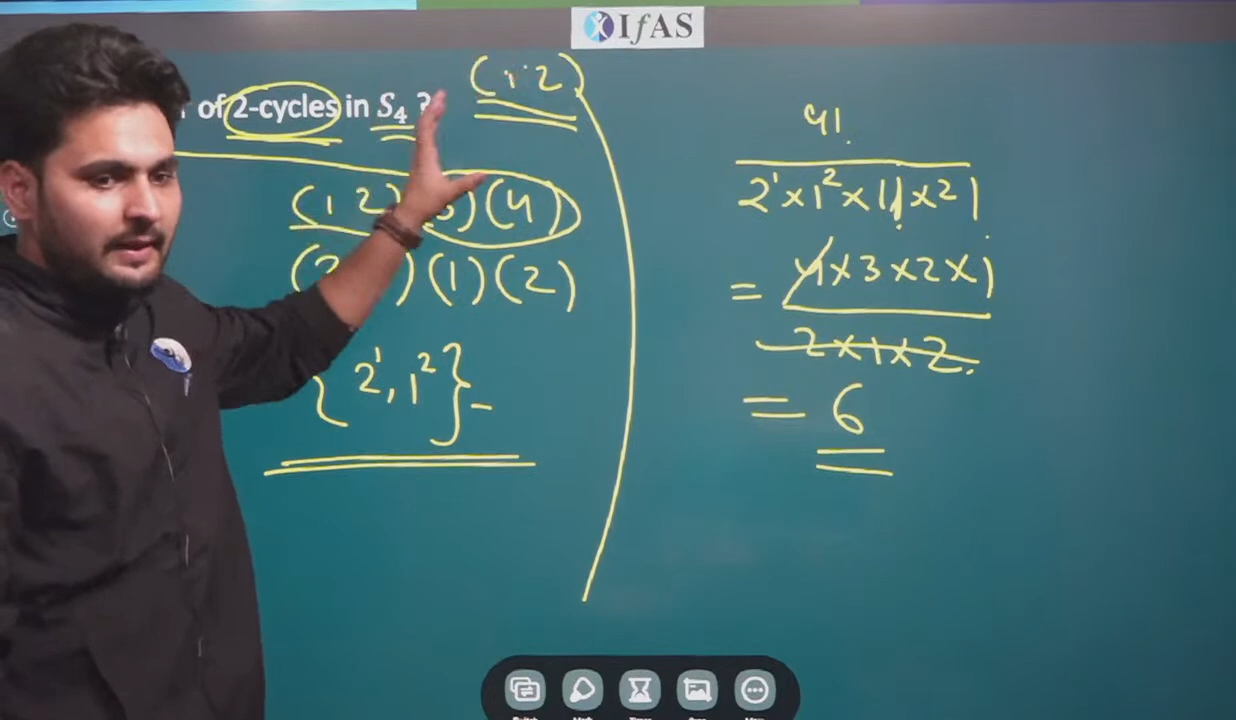 IfAS
of 2-cycles in S₄ ?
(1 2)
(1 2) (3)(4)
(1)(2)
{2¹, 1²}
4!
2¹×1²×1!×2!
= 4×3×2×1
2×1×2
= 6